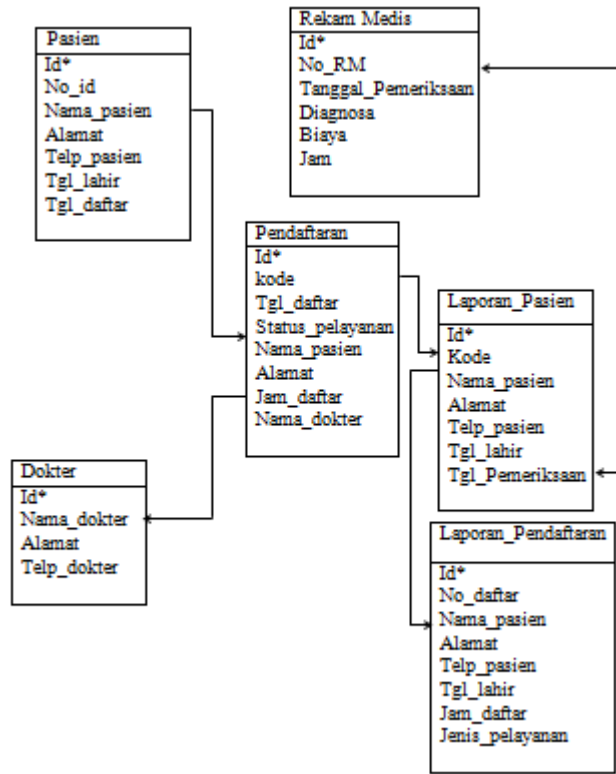 Pasien
Id*
No_id
Nama_pasien
Alamat
Telp_pasien
Tgl_lahir
Tgl_daftar
Rekam Medis
Id*
No_RM
Tanggal_Pemeriksaan
Diagnosa
Biaya
Jam
Pendaftaran
Id*
kode
Tgl_daftar
Status_pelayanan
Nama_pasien
Alamat
Jam_daftar
Nama_dokter
Laporan_Pasien
Id*
Kode
Nama_pasien
Alamat
Telp_pasien
Tgl_lahir
Tgl_Pemeriksaan
Dokter
Id*
Nama_dokter
Alamat
Telp_dokter
Laporan_Pendaftaran
Id*
No_daftar
Nama_pasien
Alamat
Telp_pasien
Tgl_lahir
Jam_daftar
Jenis_pelayanan